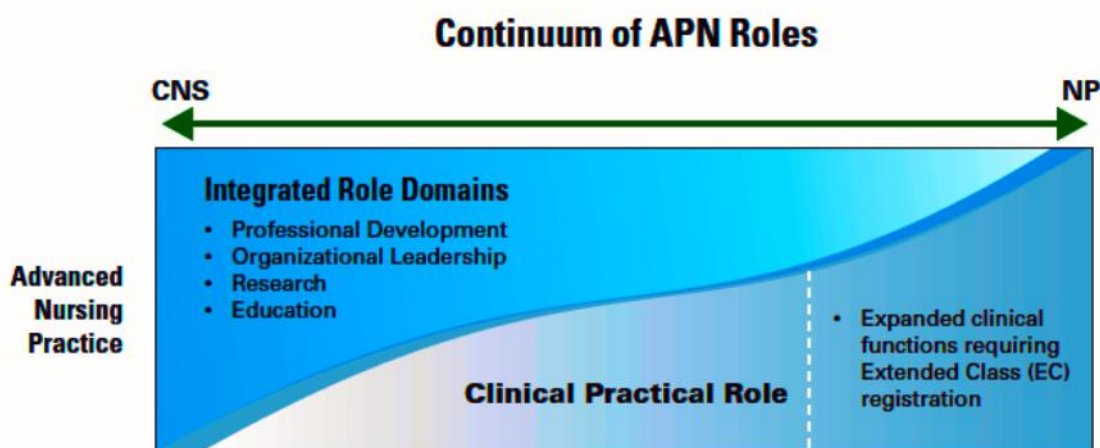 Continuum of APN Roles
CNS
NP
Integrated Role Domains
• Professional Development
• Organizational Leadership
• Research
• Education
Advanced
Nursing
Practice
• Expanded clinical
functions requiring
Extended Class (EC)
registration
Clinical Practical Role